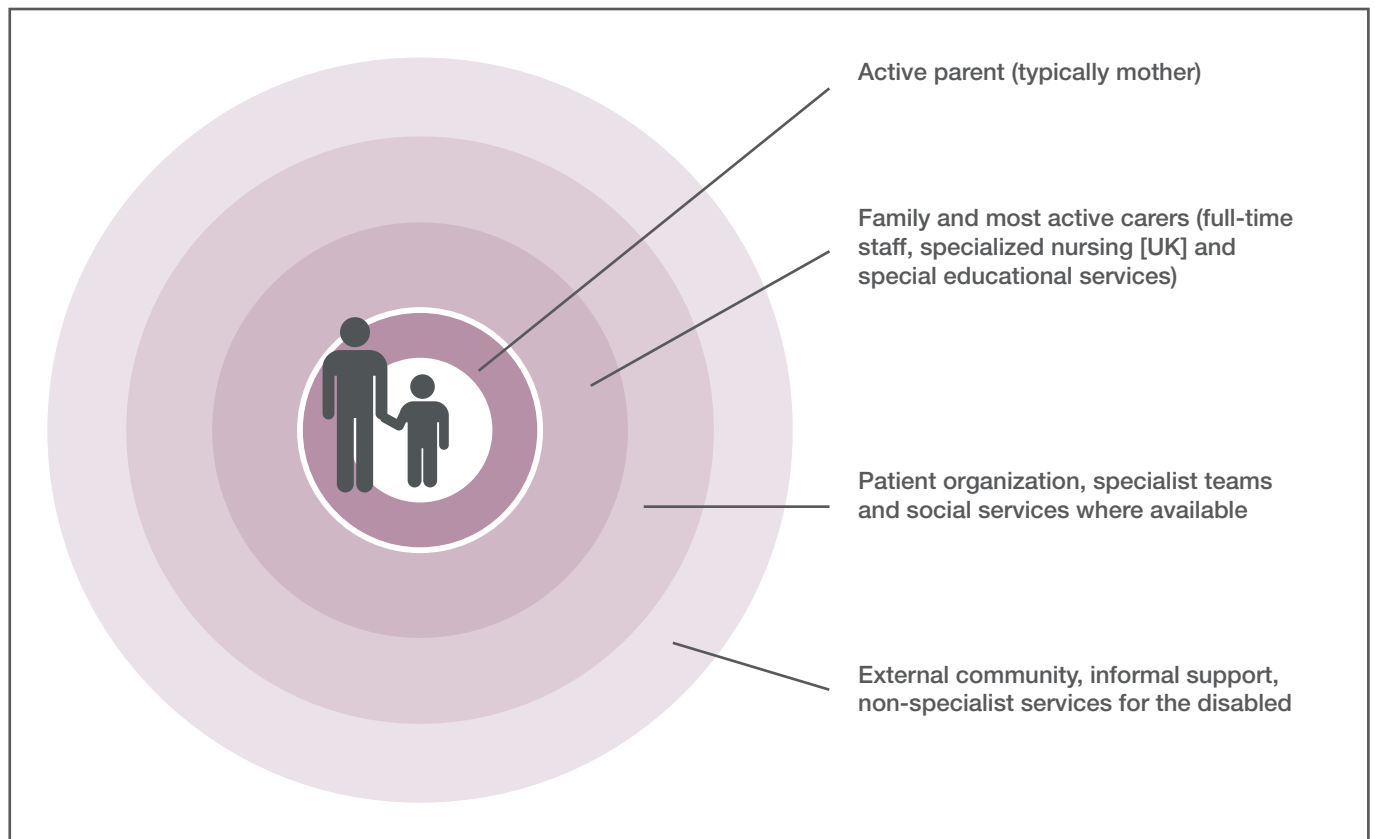 Active parent (typically mother)
Family and most active carers (full-time
staff, specialized nursing [UK] and
special educational services)
Patient organization, specialist teams
and social services where available
External community, informal support,
non-specialist services for the disabled